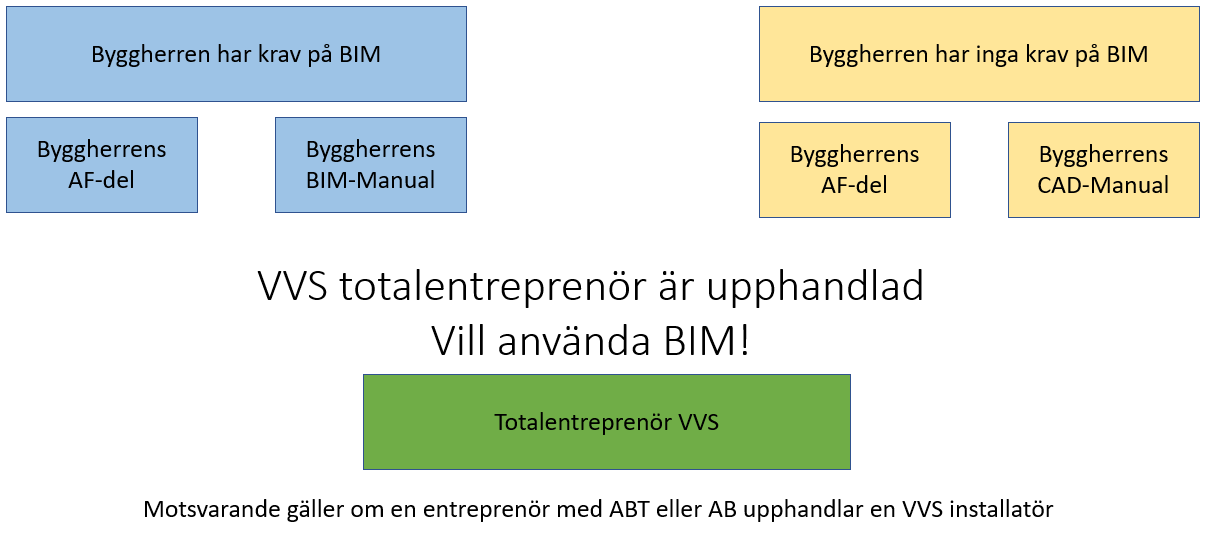 Byggherren har krav på BIM
Byggherren har inga krav på BIM
Byggherrens
AF-del
Byggherrens
BIM-Manual
Byggherrens
AF-del
Byggherrens
CAD-Manual
VVS totalentreprenör är upphandlad
Vill använda BIM!
Totalentreprenör VVS
Motsvarande gäller om en entreprenör med ABT eller AB upphandlar en VVS installatör